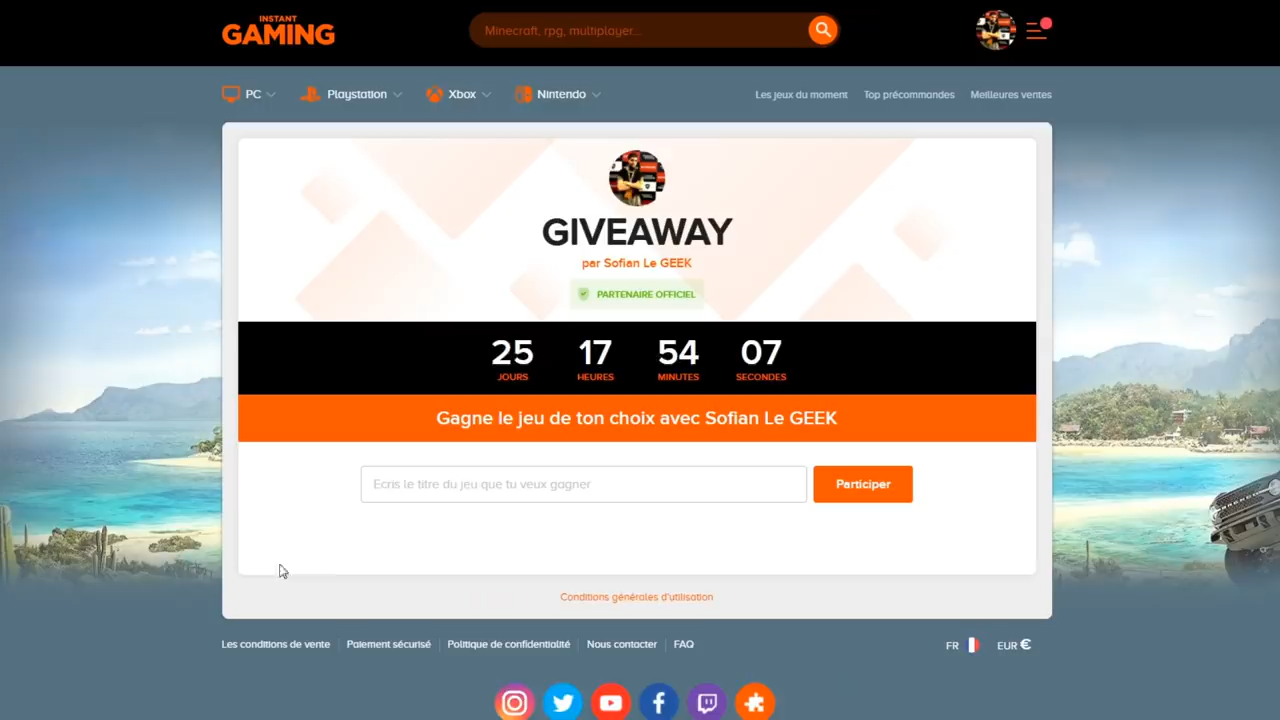 INSTANT
GAMING
Minecraft, rpg, multiplayer...
PC
Playstation
Xbox
Nintendo
Les jeux du moment
Top précommandes
Meilleures ventes
GIVEAWAY
par Sofian Le GEEK
PARTENAIRE OFFICIEL
25 17 54 07
JOURS HEURES MINUTES SECONDES
Gagne le jeu de ton choix avec Sofian Le GEEK
Ecris le titre du jeu que tu veux gagner
Participer
Conditions générales d'utilisation
Les conditions de vente
Paiement sécurisé
Politique de confidentialité
Nous contacter
FAQ
FR
EUR €